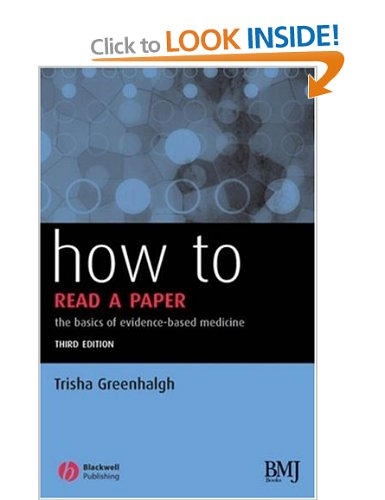 Click to LOOK INSIDE!
how to
READ A PAPER
the basics of evidence-based medicine
THIRD EDITION
Trisha Greenhalgh
Blackwell
Publishing
BMJ
Books